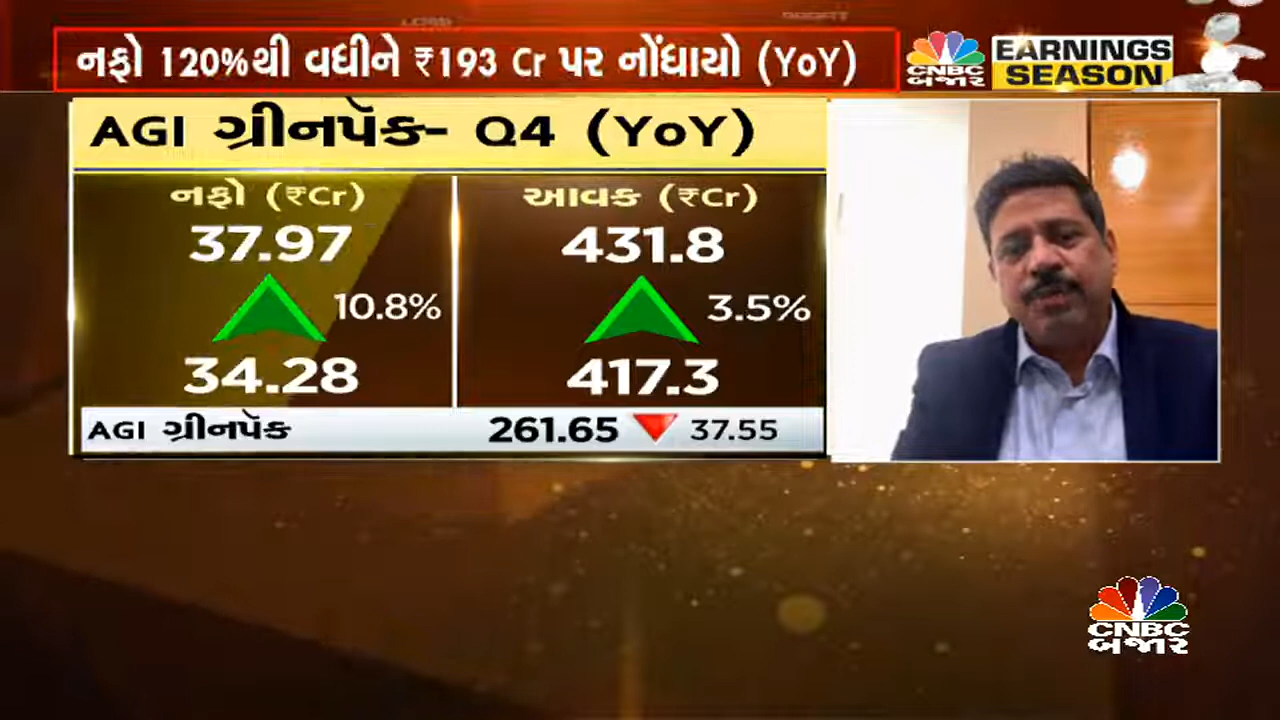 નફો 120%થી વધીને ₹193 Cr પર નોંધાયો (YoY)
CNBC
બજાર
EARNINGS
SEASON
AGI ગ્રીનપૅક- Q4 (YoY)
નફો (₹Cr)
37.97
10.8%
34.28
આવક (₹Cr)
431.8
3.5%
417.3
AGI ગ્રીનપૅક 261.65 37.55
CNBC
બજાર